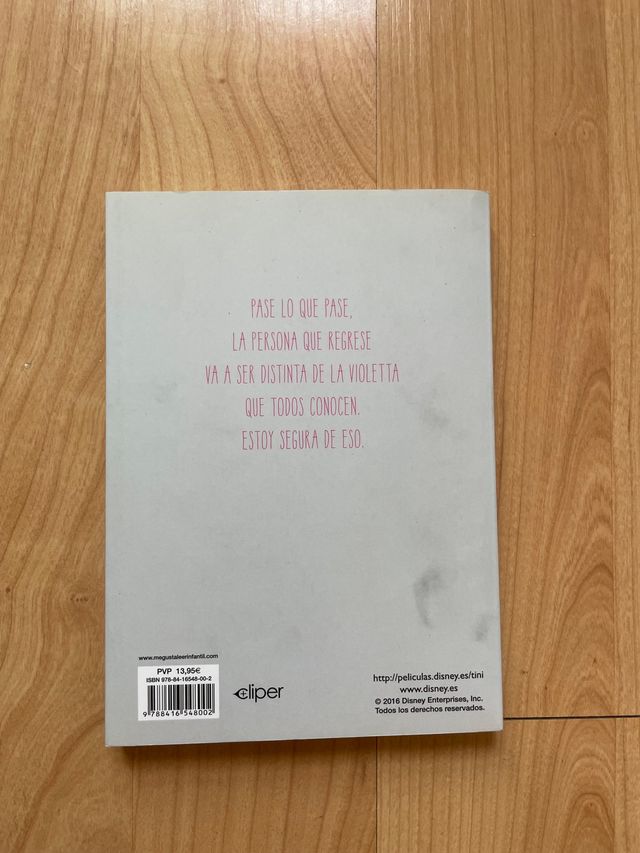 PASE LO QUE PASE,
LA PERSONA QUE REGRESE
VA A SER DISTINTA DE LA VIOLETTA
QUE TODOS CONOCEN.
ESTOY SEGURA DE ESO.
www.megustaleerinfantil.com
PVP 13,95€
ISBN 978-84-16548-00-2
9 788416 548002
cliper
http://peliculas.disney.es/tini
www.disney.es
© 2016 Disney Enterprises, Inc.
Todos los derechos reservados.